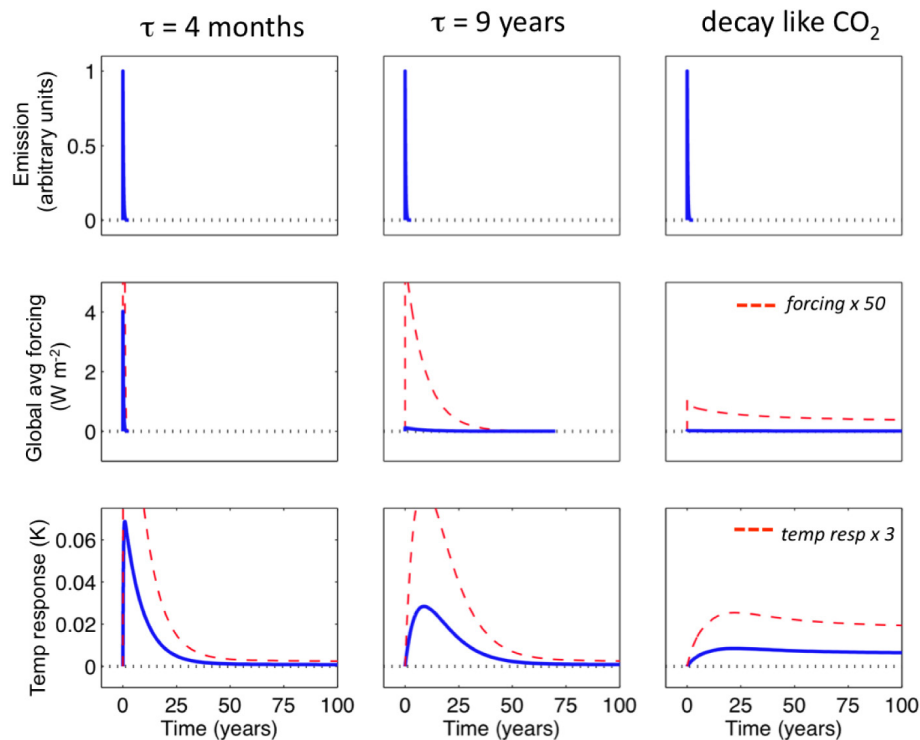 τ = 4 months
τ = 9 years
decay like CO₂
Emission
(arbitrary units)
1
0.5
0
Global avg forcing
(W m⁻²)
4
2
0
forcing x 50
Temp response (K)
0.06
0.04
0.02
0
temp resp x 3
0 25 50 75 100
0 25 50 75 100
0 25 50 75 100
Time (years)
Time (years)
Time (years)